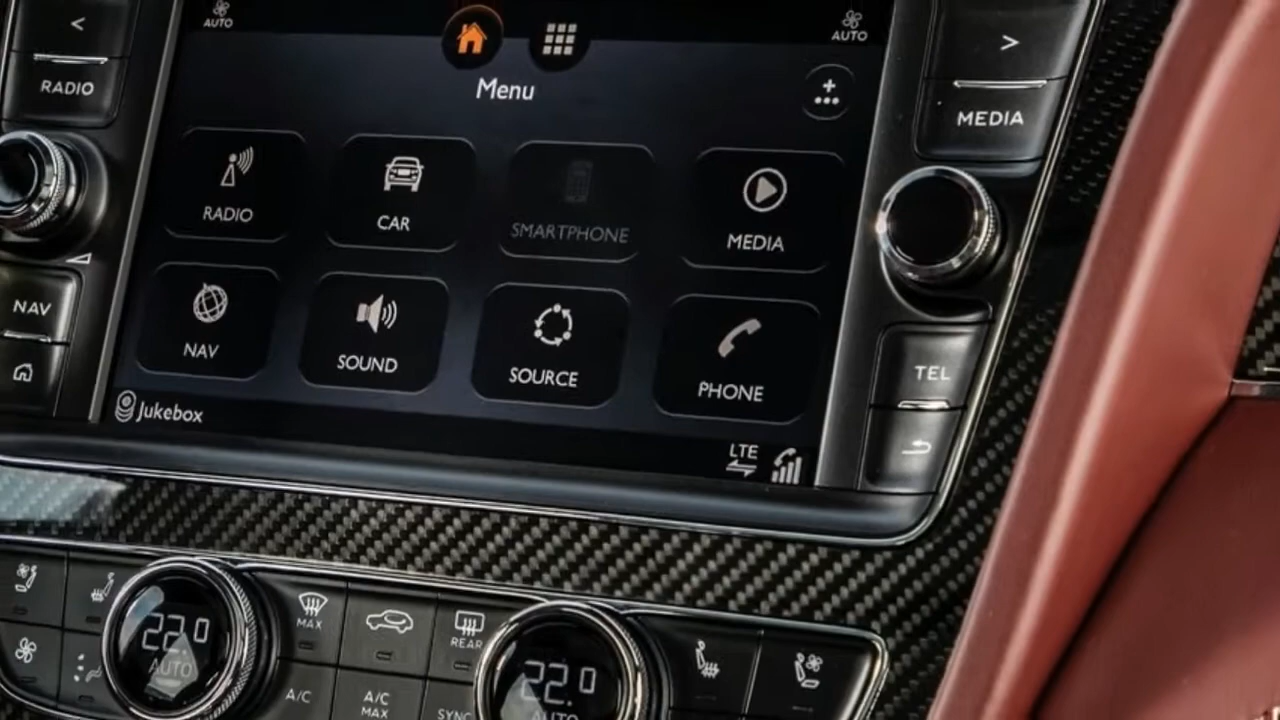 <
AUTO
AUTO
>
RADIO
Menu
MEDIA
RADIO
CAR
SMARTPHONE
MEDIA
NAV
NAV
SOUND
SOURCE
PHONE
TEL
Jukebox
LTE
22.0
AUTO
MAX
REAR
22.0
AUTO
A/C
A/C
MAX
SYNC